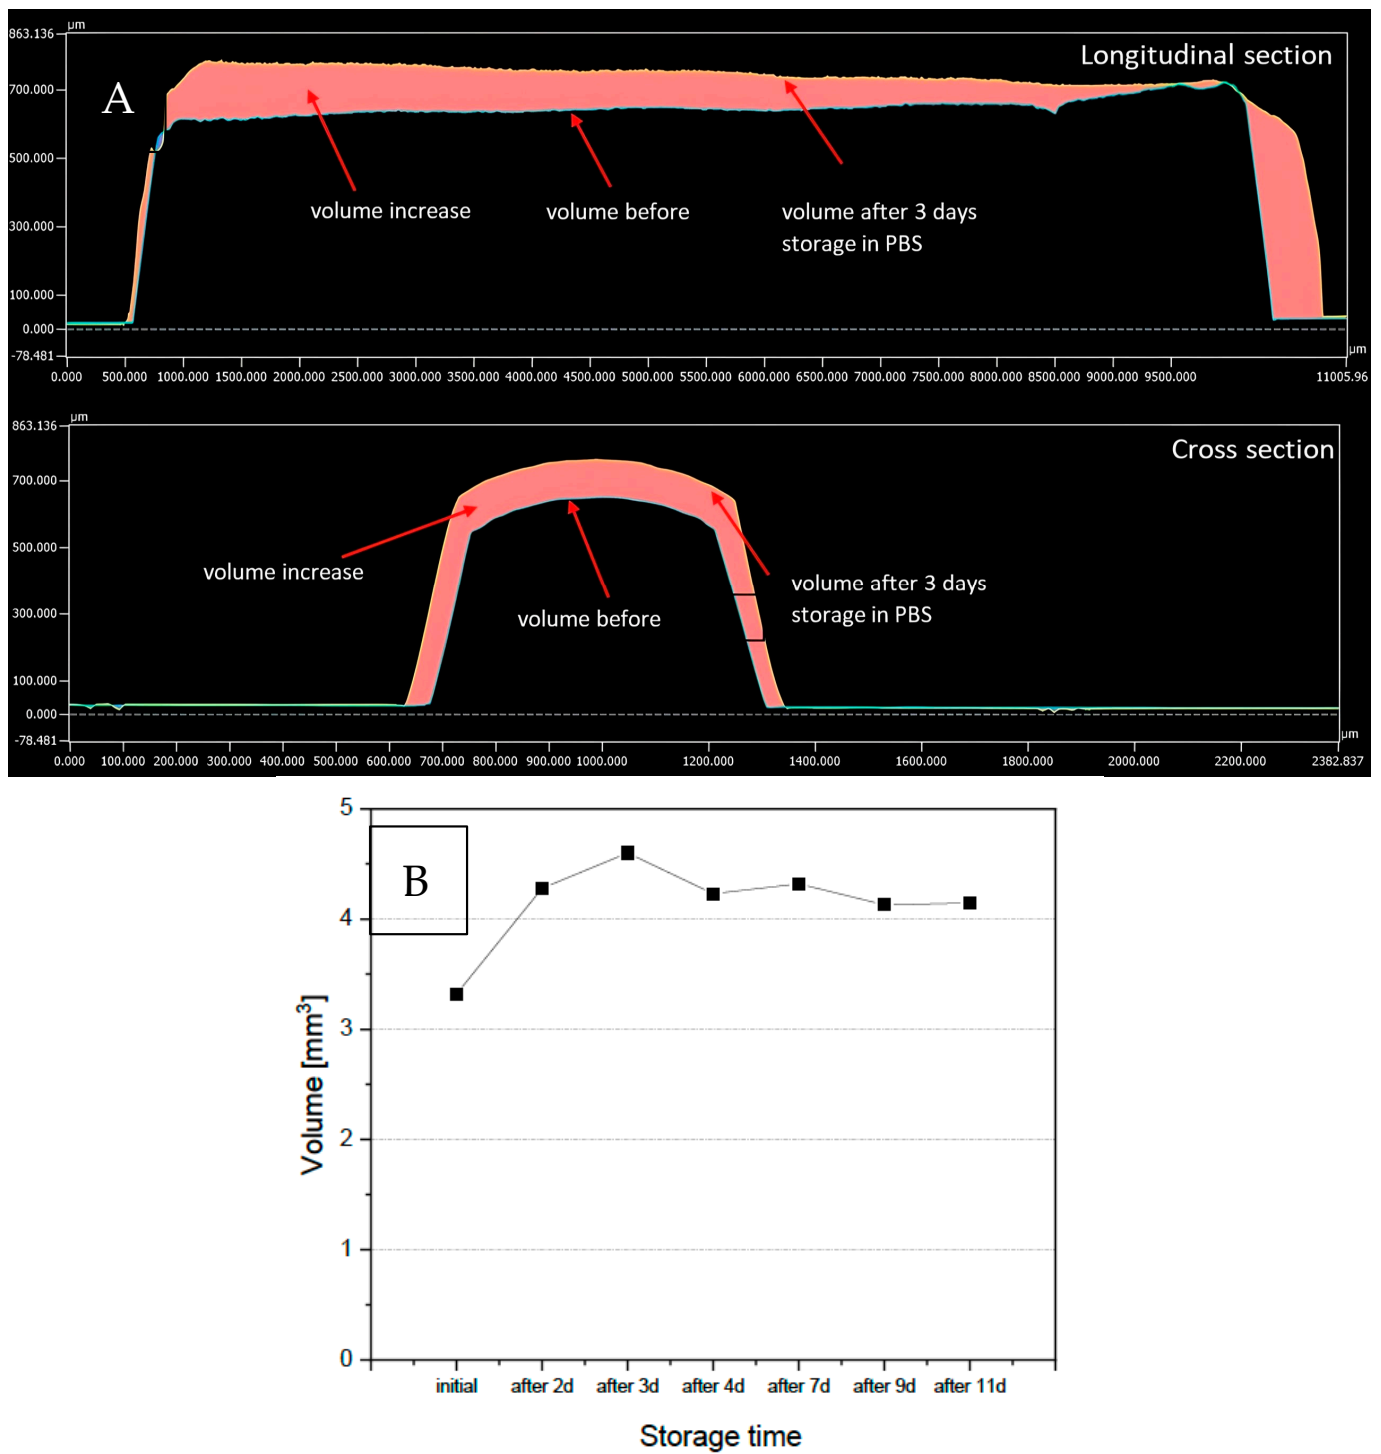 µm
863.136
Longitudinal section
A
700.000
500.000
volume increase
volume before
volume after 3 days
storage in PBS
300.000
100.000
0.000
-78.481
µm
0.000 500.000 1000.000 1500.000 2000.000 2500.000 3000.000 3500.000 4000.000 4500.000 5000.000 5500.000 6000.000 6500.000 7000.000 7500.000 8000.000 8500.000 9000.000 9500.000 11005.96
µm
863.136
Cross section
700.000
500.000
volume increase
volume before
volume after 3 days
storage in PBS
300.000
100.000
0.000
-78.481
µm
0.000 100.000 200.000 300.000 400.000 500.000 600.000 700.000 800.000 900.000 1000.000 1200.000 1400.000 1600.000 1800.000 2000.000 2200.000 2382.837
5
B
4
3
2
1
0
Volume [mm³]
initial after 2d after 3d after 4d after 7d after 9d after 11d
Storage time